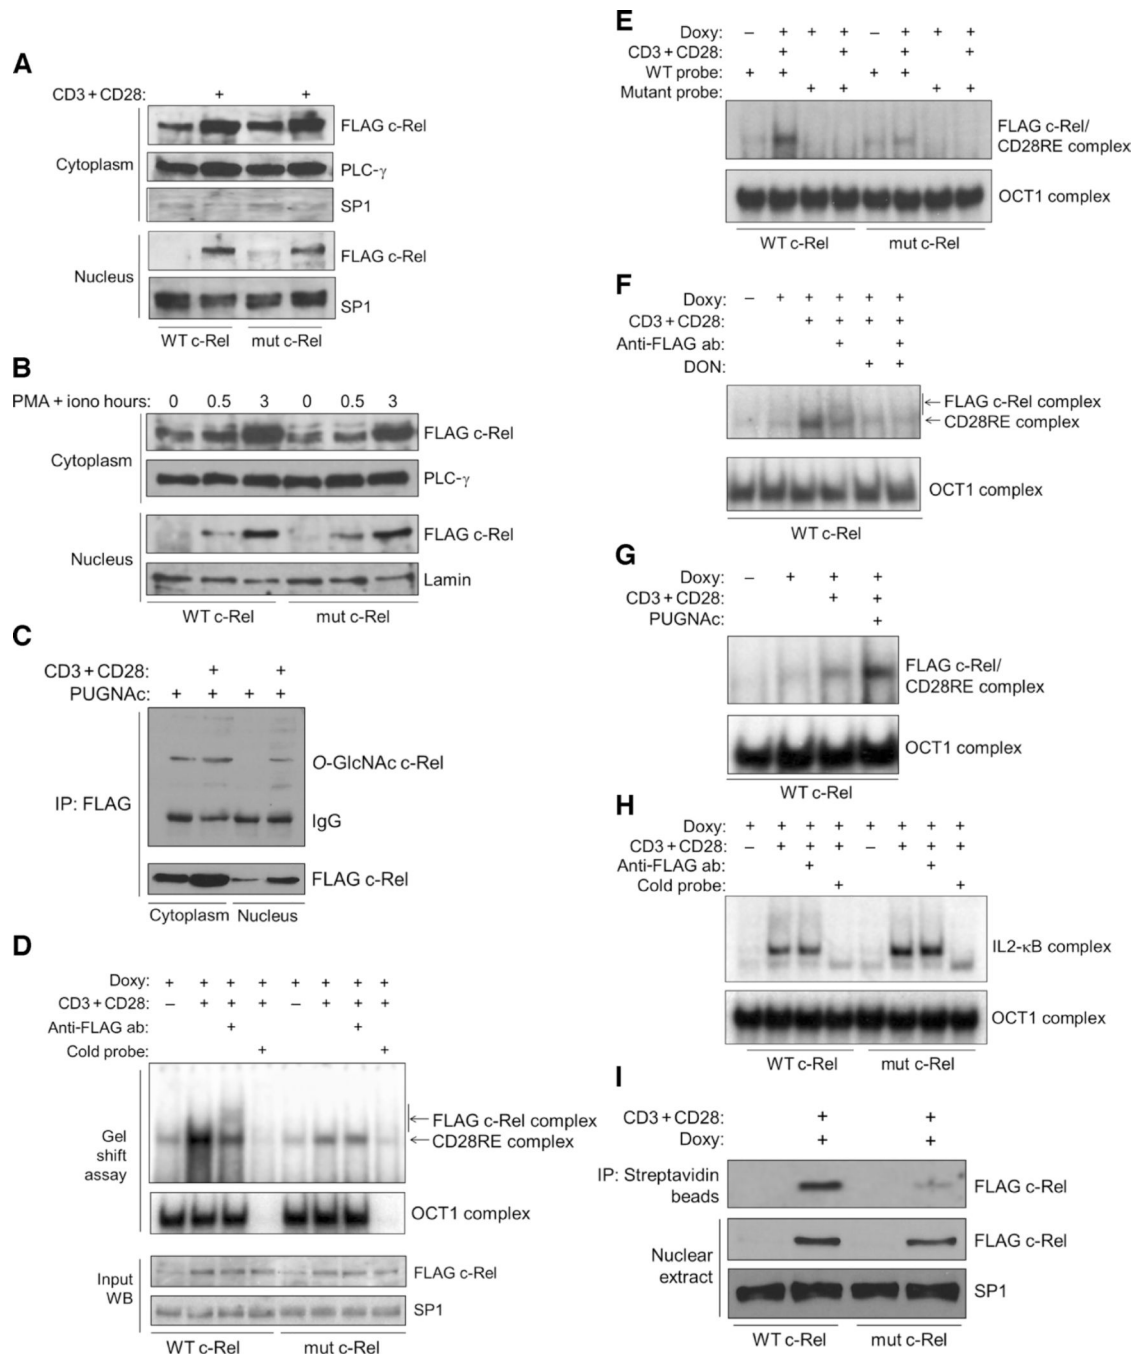 A
CD3 + CD28: + +
Cytoplasm
FLAG c-Rel
PLC-γ
SP1
Nucleus
FLAG c-Rel
SP1
WT c-Rel mut c-Rel
B
PMA + iono hours: 0 0.5 3 0 0.5 3
Cytoplasm
FLAG c-Rel
PLC-γ
Nucleus
FLAG c-Rel
Lamin
WT c-Rel mut c-Rel
C
CD3 + CD28: + +
PUGNAc: + + + +
IP: FLAG
O-GlcNAc c-Rel
IgG
FLAG c-Rel
Cytoplasm Nucleus
D
Doxy: + + + + + + + +
CD3 + CD28: – + + + – + + +
Anti-FLAG ab: + +
Cold probe: + +
Gel
shift
assay
FLAG c-Rel complex
CD28RE complex
OCT1 complex
Input
WB
FLAG c-Rel
SP1
WT c-Rel mut c-Rel
E
Doxy: – + + + – + + +
CD3 + CD28: + + + +
WT probe: + + + +
Mutant probe: + + + +
FLAG c-Rel/
CD28RE complex
OCT1 complex
WT c-Rel mut c-Rel
F
Doxy: – + + + + +
CD3 + CD28: + + + +
Anti-FLAG ab: + +
DON: + +
FLAG c-Rel complex
CD28RE complex
OCT1 complex
WT c-Rel
G
Doxy: – + + +
CD3 + CD28: + +
PUGNAc: +
FLAG c-Rel/
CD28RE complex
OCT1 complex
WT c-Rel
H
Doxy: + + + + + + + +
CD3 + CD28: – + + + – + + +
Anti-FLAG ab: + +
Cold probe: + +
IL2-κB complex
OCT1 complex
WT c-Rel mut c-Rel
I
CD3 + CD28: + +
Doxy: + +
IP: Streptavidin
beads
FLAG c-Rel
Nuclear
extract
FLAG c-Rel
SP1
WT c-Rel mut c-Rel